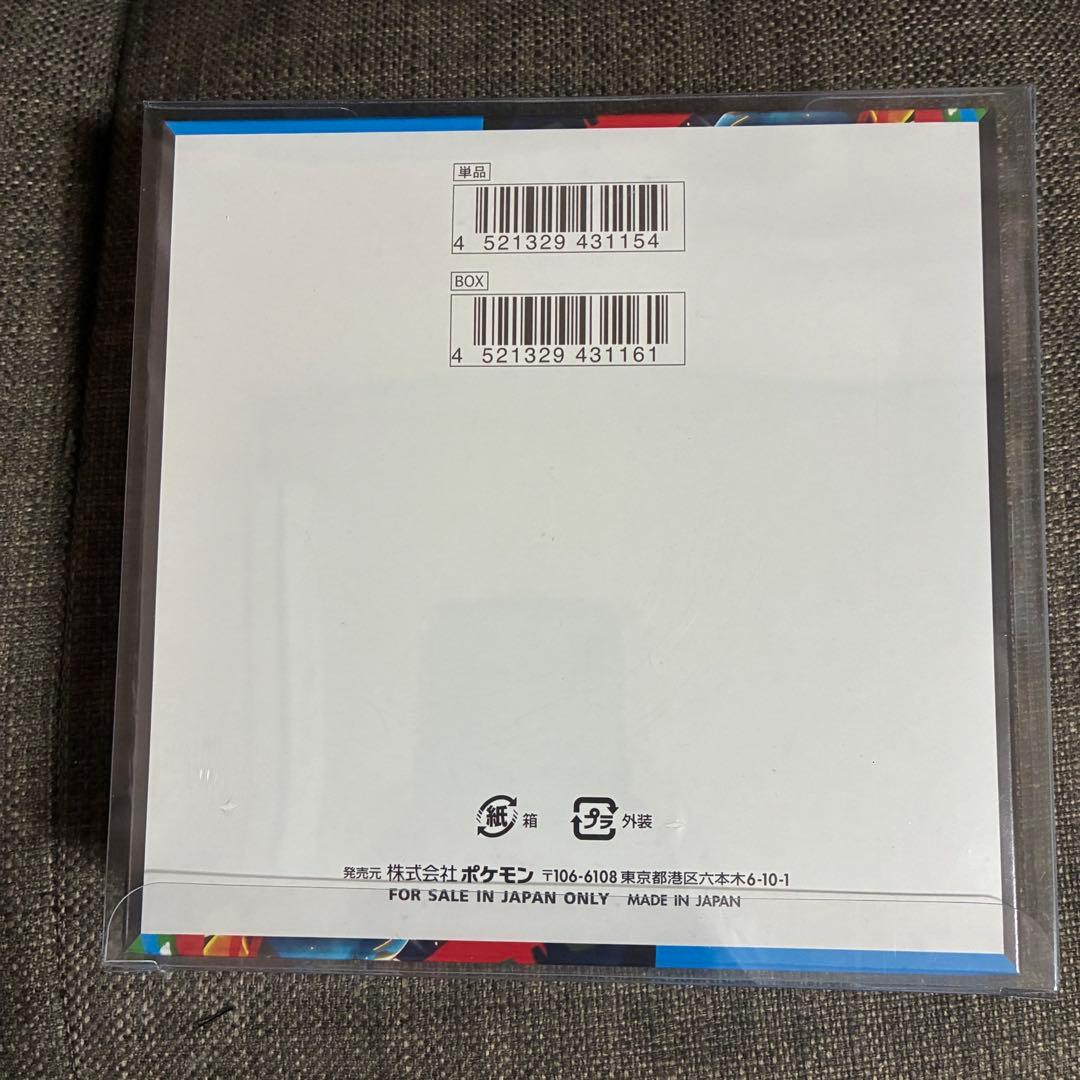 単品
4 521329 431154
BOX
4 521329 431161
紙 箱 プラ 外装
発売元 株式会社 ポケモン 〒106-6108 東京都港区六本木6-10-1
FOR SALE IN JAPAN ONLY MADE IN JAPAN